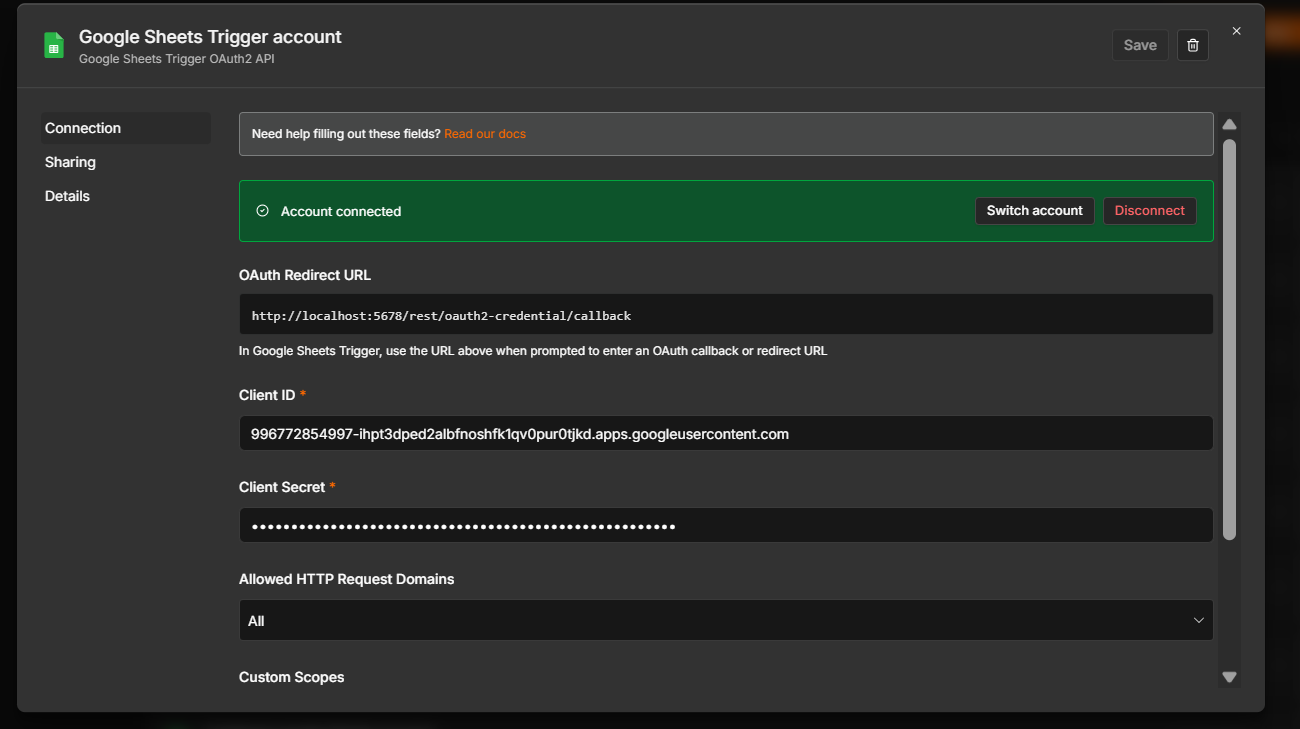 Google Sheets Trigger account
Google Sheets Trigger OAuth2 API
Save
Connection
Sharing
Details
Need help filling out these fields? Read our docs
Account connected
Switch account
Disconnect
OAuth Redirect URL
http://localhost:5678/rest/oauth2-credential/callback
In Google Sheets Trigger, use the URL above when prompted to enter an OAuth callback or redirect URL
Client ID *
996772854997-ihpt3dped2albfnoshfk1qv0pur0tjkd.apps.googleusercontent.com
Client Secret *
Allowed HTTP Request Domains
All
Custom Scopes